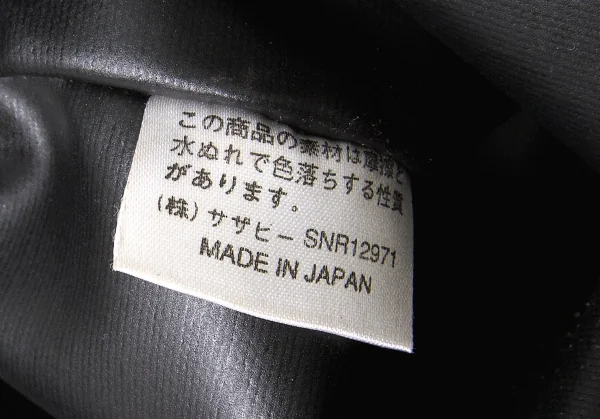 この商品の素材は摩擦と
水ぬれで色落ちする性質
があります。
(株)サザビー SNR12971
MADE IN JAPAN